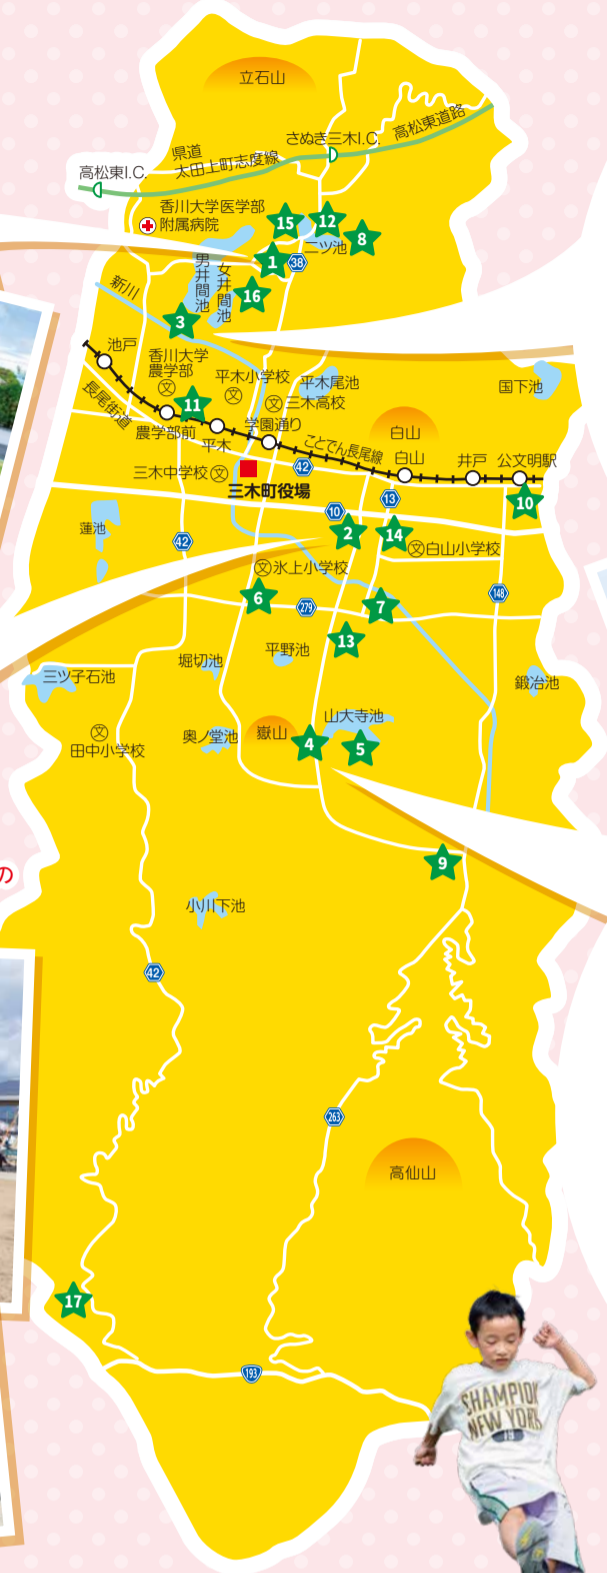 立石山
さぬき三木I.C.
高松東道路
県道
太田上町志度線
高松東I.C.
香川大学医学部
附属病院
15
12
8
二ツ池
1
38
男井間池
女井間池
16
新川
3
池戸
香川大学
農学部
文
11
平木小学校
文
平木尾池
文三木高校
国下池
長尾街道
農学部前
平木
学園通り
ことでん長尾線
白山
白山
井戸
公文明駅
三木中学校文
三木町役場
42
13
10
10
蓮池
42
2
14
文白山小学校
文氷上小学校
6
279
7
148
13
堀切池
平野池
三ツ子石池
鍛冶池
文
田中小学校
奥ノ堂池
嶽山
山大寺池
4
5
9
の
小川下池
42
263
高仙山
17
193
SHAMPION
NEW YORK
19